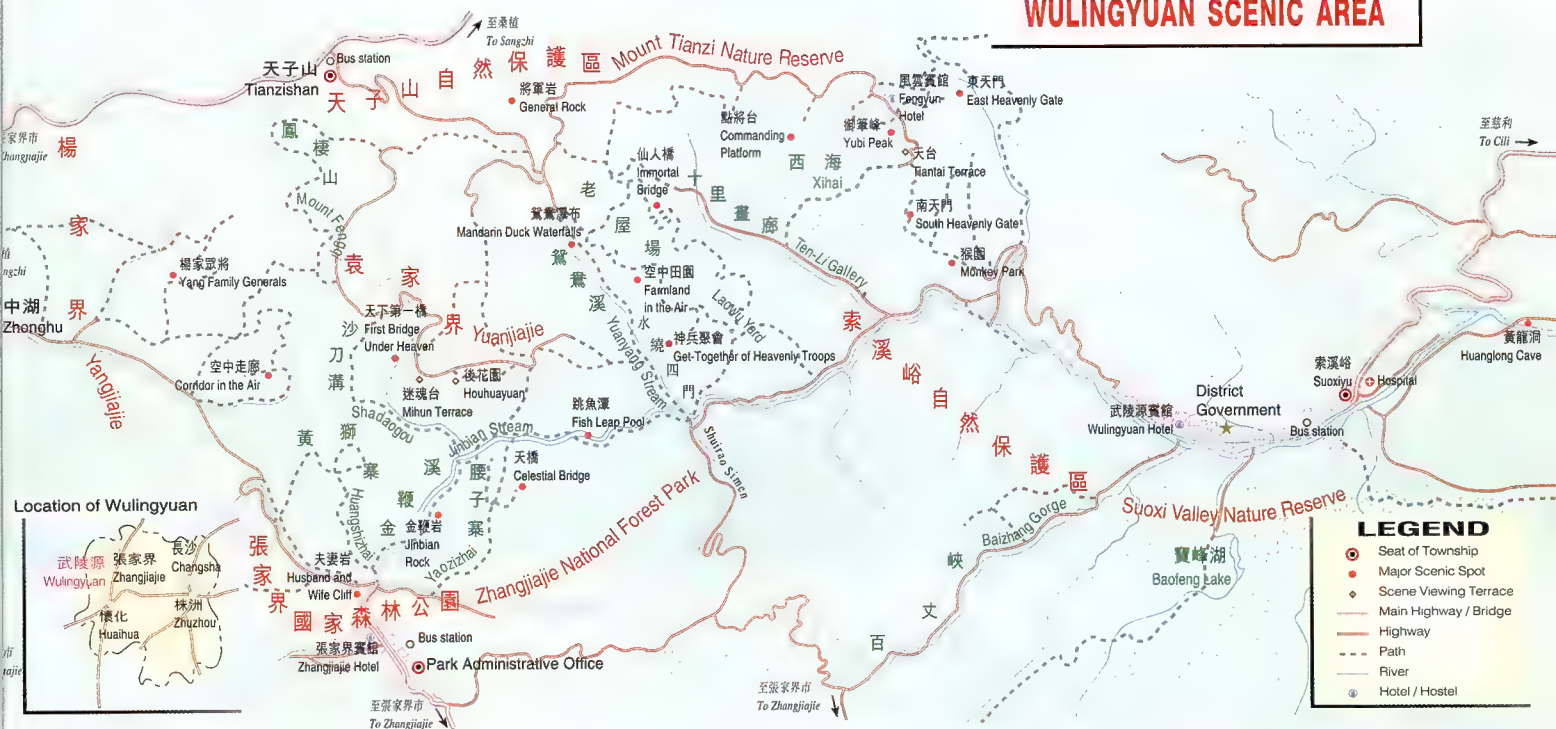 WULINGYUAN SCENIC AREA
至桑植
To Sangzhi
天子山
Tianzishan
Bus station
天子山自然保護區
Mount Tianzi Nature Reserve
將軍岩
General Rock
點將台
Commanding
Platform
御筆峰
Yubi Peak
風雲賓館
Fengyun
Hotel
東天門
East Heavenly Gate
天台
Tiantai Terrace
西海
Xihai
南天門
South Heavenly Gate
猴園
Monkey Park
至慈利
To Cili
家界市
Zhangjiajie
楊家界
Yangjiajie
楊家眾將
Yang Family Generals
中湖
Zhonghu
植
ngzhi
空中走廊
Corridor in the Air
鳳棲山
Mount Fengqi
袁家界
Yuanjiajie
天下第一橋
First Bridge
Under Heaven
迷魂台
Mihun Terrace
後花園
Houhuayuan
沙刀溝
Shadaogou
仙人橋
Immortal
Bridge
鴛鴦瀑布
Mandarin Duck Waterfalls
鴛鴦溪
Yuanyang Stream
老屋場
Laowu Yerd
空中田園
Farmland
in the Air
神兵聚會
Get-Together of Heavenly Troops
水繞四門
Shuirao Simen
十里畫廊
Ten-Li Gallery
索溪峪自然保護區
Suoxi Valley Nature Reserve
跳魚潭
Fish Leap Pool
Jinbian Stream
天橋
Celestial Bridge
黃獅寨
Huangshizhai
金鞭溪
金鞭岩
Jinbian
Rock
腰子寨
Yaozizhai
夫妻岩
Husband and
Wife Cliff
張家界國家森林公園
Zhangjiajie National Forest Park
張家界賓館
Zhangjiajie Hotel
Bus station
Park Administrative Office
至張家界市
To Zhangjiajie
至張家界市
To Zhangjiajie
百丈峽
Baizhang Gorge
武陵源賓館
Wulingyuan Hotel
District
Government
Bus station
索溪峪
Suoxiyu
Hospital
黃龍洞
Huanglong Cave
寶峰湖
Baofeng Lake
Location of Wulingyuan
武陵源
Wulingyuan
張家界
Zhangjiajie
長沙
Changsha
懷化
Huaihua
株洲
Zhuzhou
市
ajie
LEGEND
Seat of Township
Major Scenic Spot
Scene Viewing Terrace
Main Highway / Bridge
Highway
Path
River
Hotel / Hostel